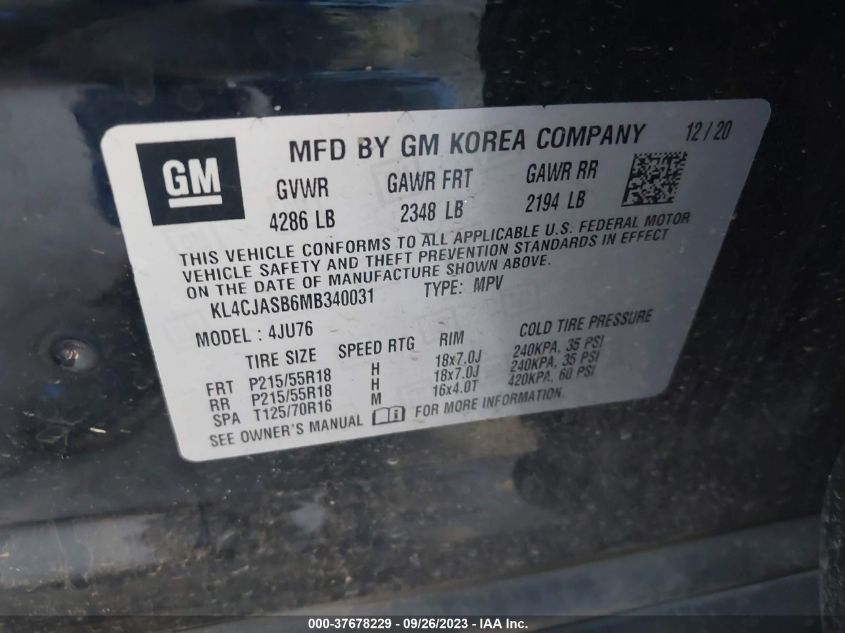 GM
MFD BY GM KOREA COMPANY 12/20
GVWR GAWR FRT GAWR RR
4286 LB 2348 LB 2194 LB
THIS VEHICLE CONFORMS TO ALL APPLICABLE U.S. FEDERAL MOTOR
VEHICLE SAFETY AND THEFT PREVENTION STANDARDS IN EFFECT
ON THE DATE OF MANUFACTURE SHOWN ABOVE.
KL4CJASB6MB340031 TYPE: MPV
MODEL : 4JU76
TIRE SIZE SPEED RTG RIM COLD TIRE PRESSURE
FRT P215/55R18 H 18x7.0J 240KPA, 35 PSI
RR P215/55R18 H 18x7.0J 240KPA, 35 PSI
SPA T125/70R16 M 16x4.0T 420KPA, 60 PSI
SEE OWNER'S MANUAL FOR MORE INFORMATION.
000-37678229 - 09/26/2023 - IAA Inc.